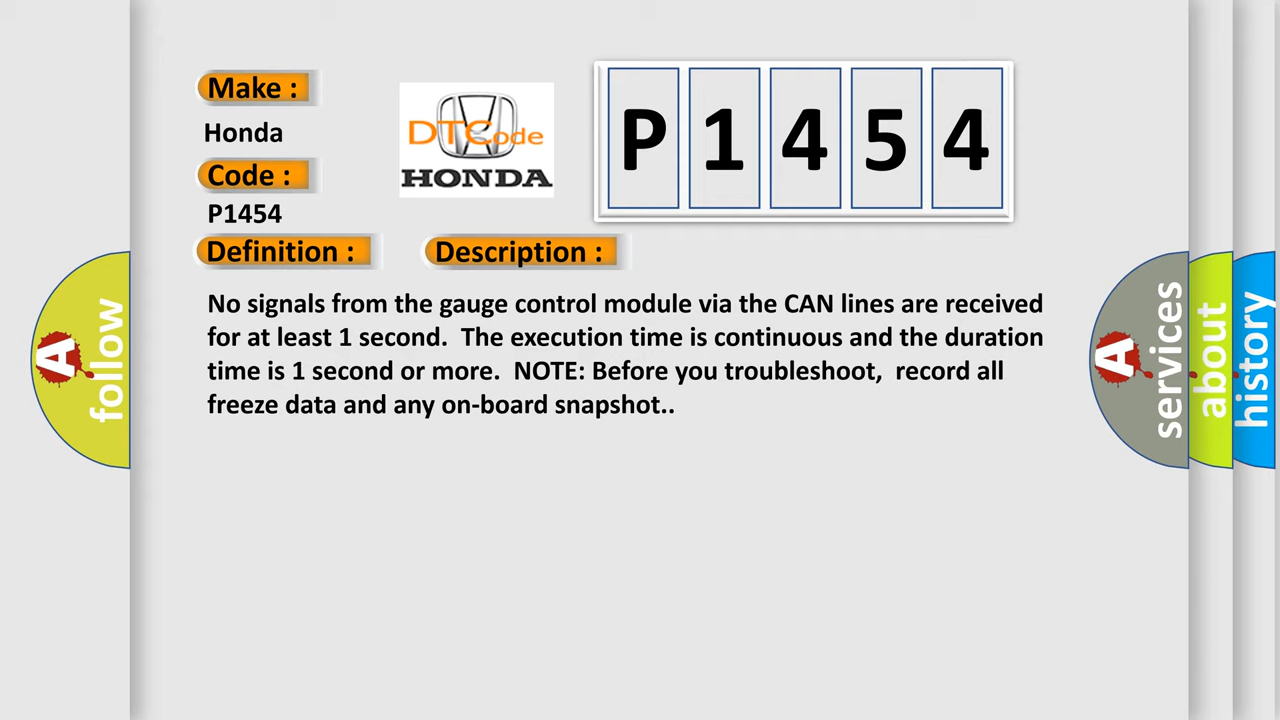 Make :
Honda
Code :
P1454
DTCode
HONDA
P 1 4 5 4
Definition :
Description :
No signals from the gauge control module via the CAN lines are received
for at least 1 second  The execution time is continuous and the duration
time is 1 second or more  NOTE: Before you troubleshoot,  record all
freeze data and any on-board snapshot..
A
follow
A
services
about
history